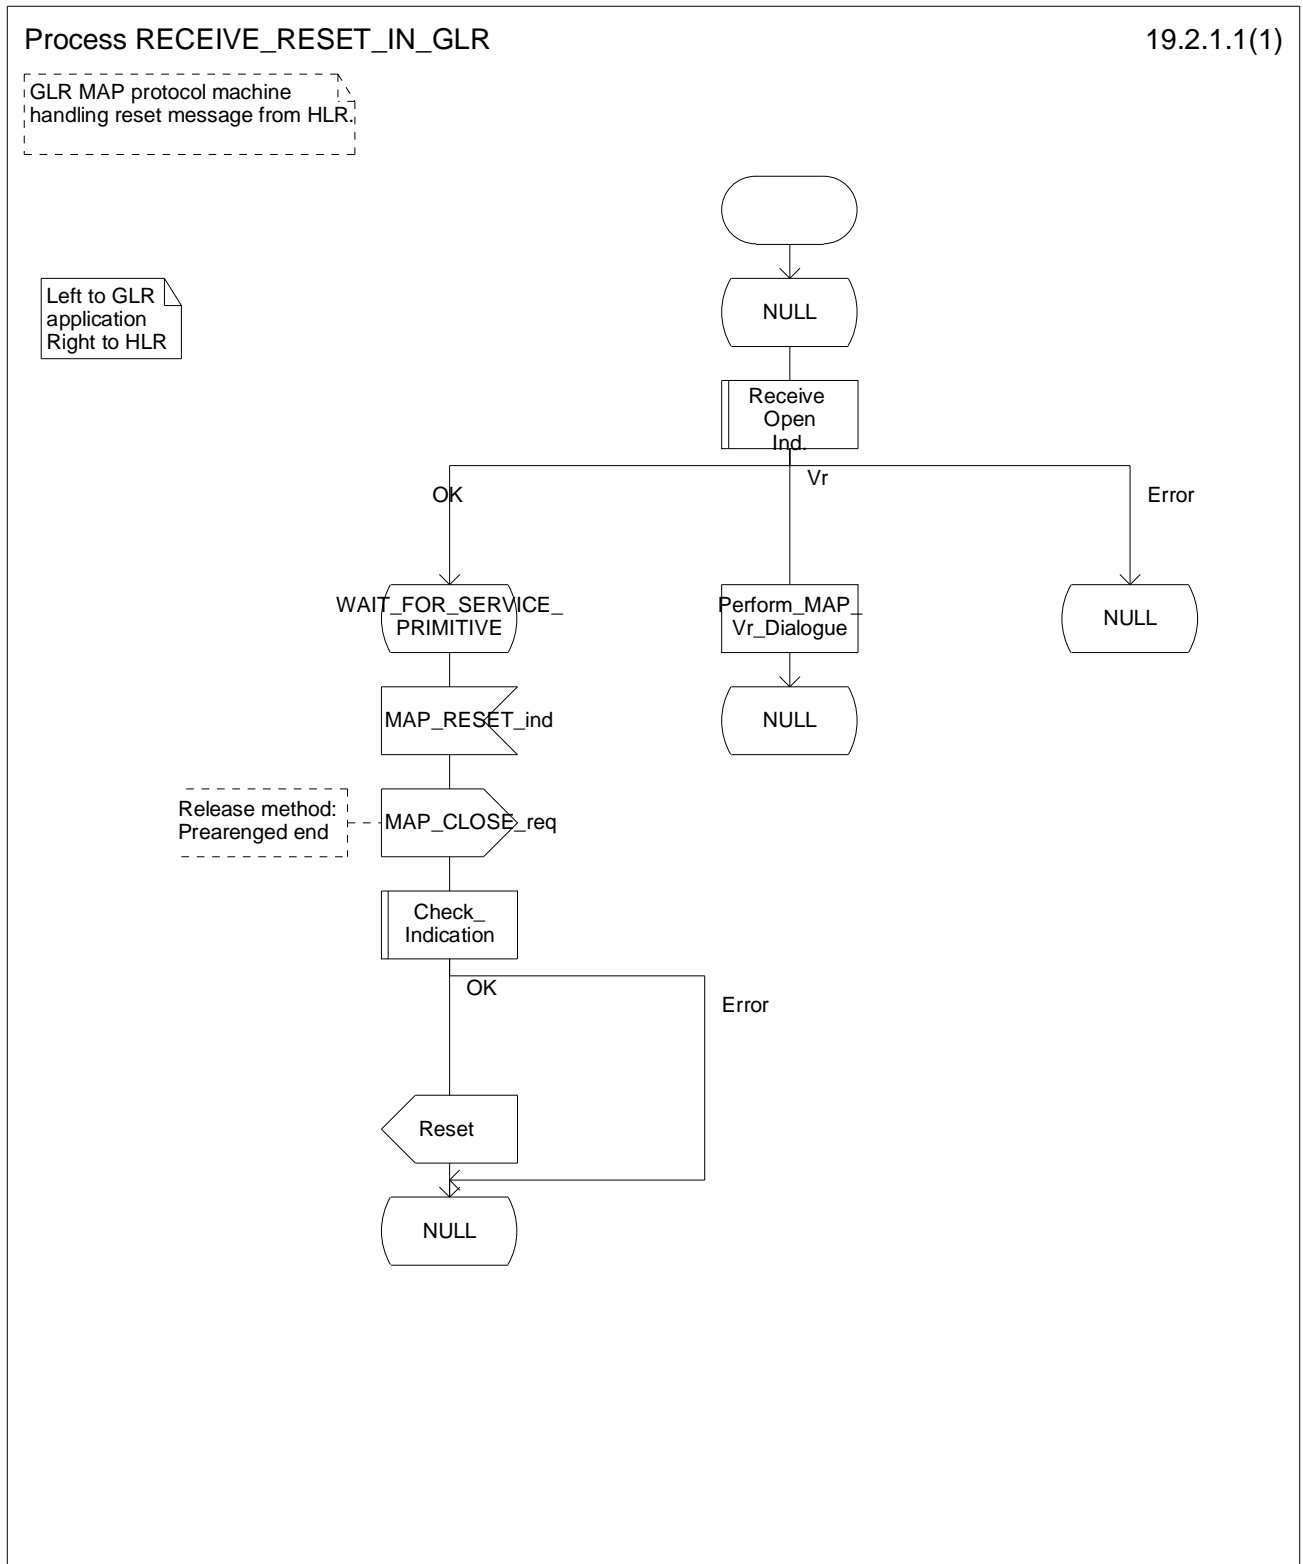 Process RECEIVE_RESET_IN_GLR
19.2.1.1(1)
GLR MAP protocol machine
handling reset message from HLR.
Left to GLR
application
Right to HLR
NULL
Receive
Open
Ind.
OK
Vr
Error
WAIT_FOR_SERVICE_
PRIMITIVE
Perform_MAP_
Vr_Dialogue
NULL
MAP_RESET_ind
NULL
Release method:
Prearenged end
MAP_CLOSE_req
Check_
Indication
OK
Error
Reset
NULL